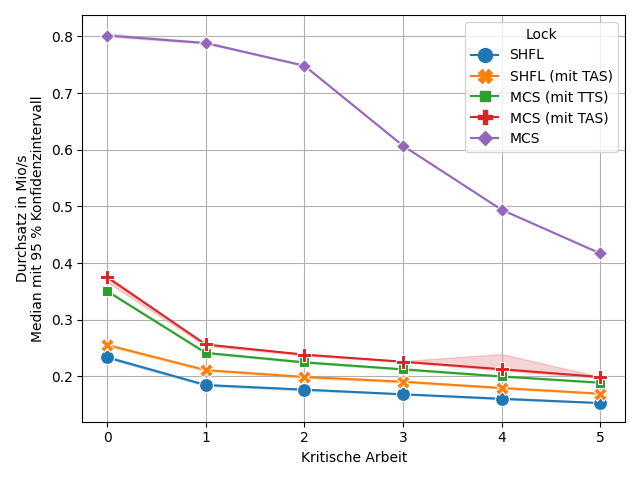 Lock
SHFL
SHFL (mit TAS)
MCS (mit TTS)
MCS (mit TAS)
MCS
Durchsatz in Mio/s
Median mit 95 % Konfidenzintervall
0.8
0.7
0.6
0.5
0.4
0.3
0.2
0 1 2 3 4 5
Kritische Arbeit